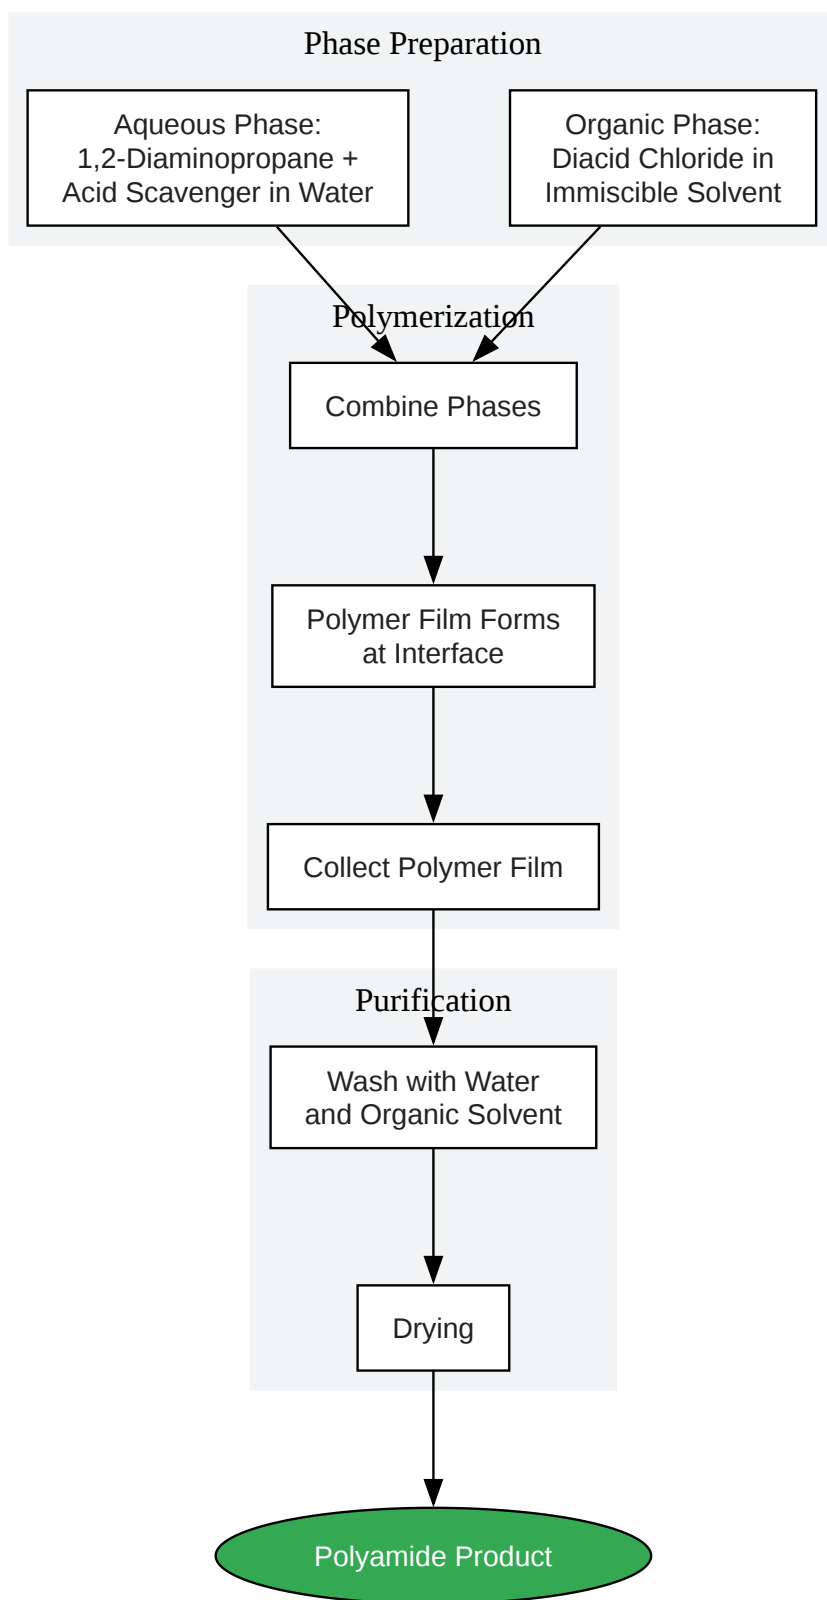 Phase Preparation
Aqueous Phase:
1,2-Diaminopropane +
Acid Scavenger in Water
Organic Phase:
Diacid Chloride in
Immiscible Solvent
Polymerization
Combine Phases
Polymer Film Forms
at Interface
Collect Polymer Film
Purification
Wash with Water
and Organic Solvent
Drying
Polyamide Product